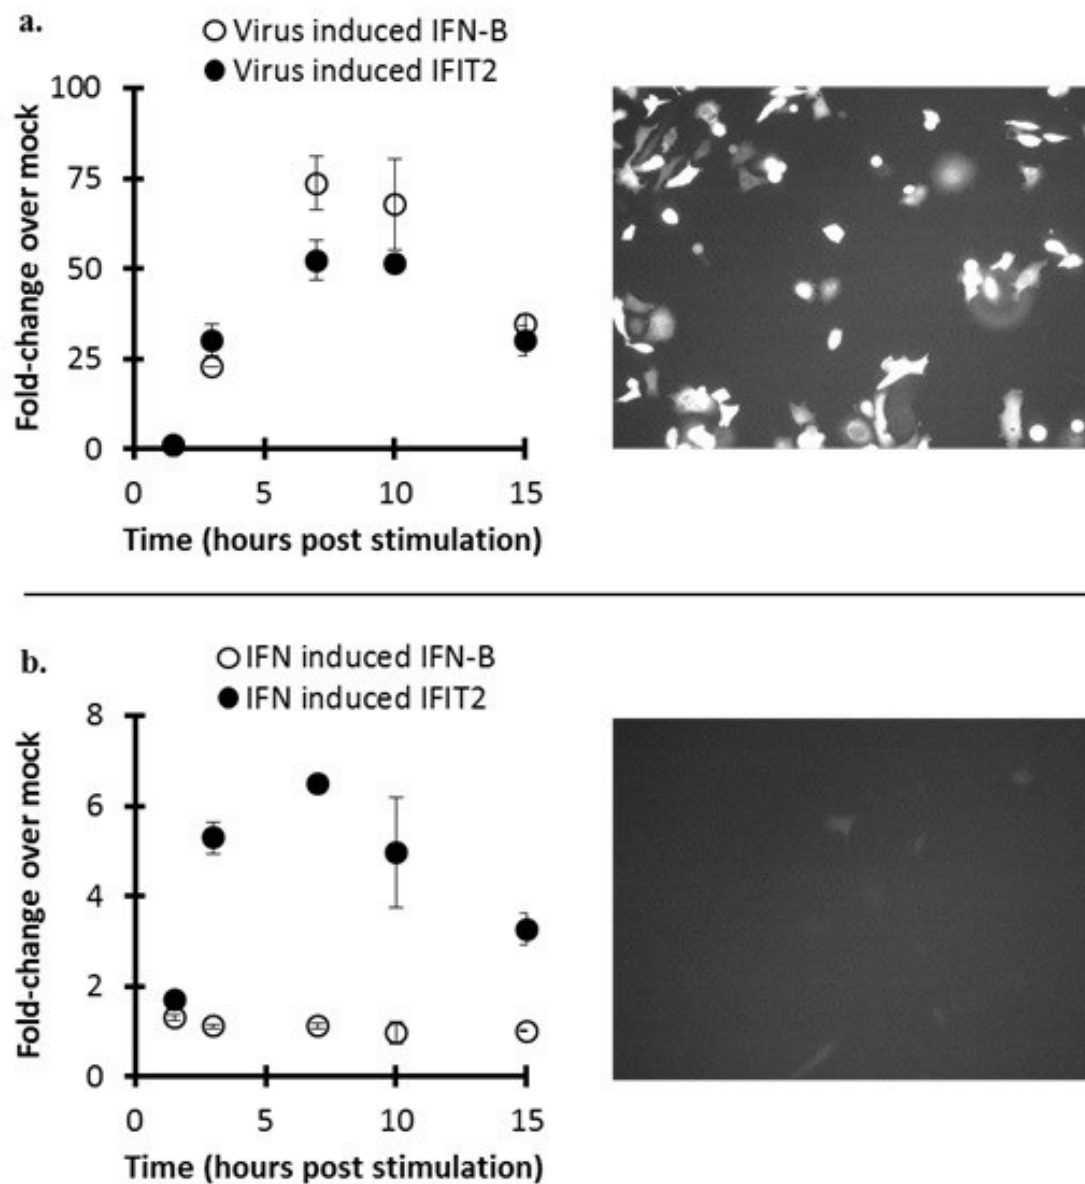 a.
Virus induced IFN-B
Virus induced IFIT2
Fold-change over mock
100
75
50
25
0
0 5 10 15
Time (hours post stimulation)
b.
IFN induced IFN-B
IFN induced IFIT2
Fold-change over mock
8
6
4
2
0
0 5 10 15
Time (hours post stimulation)